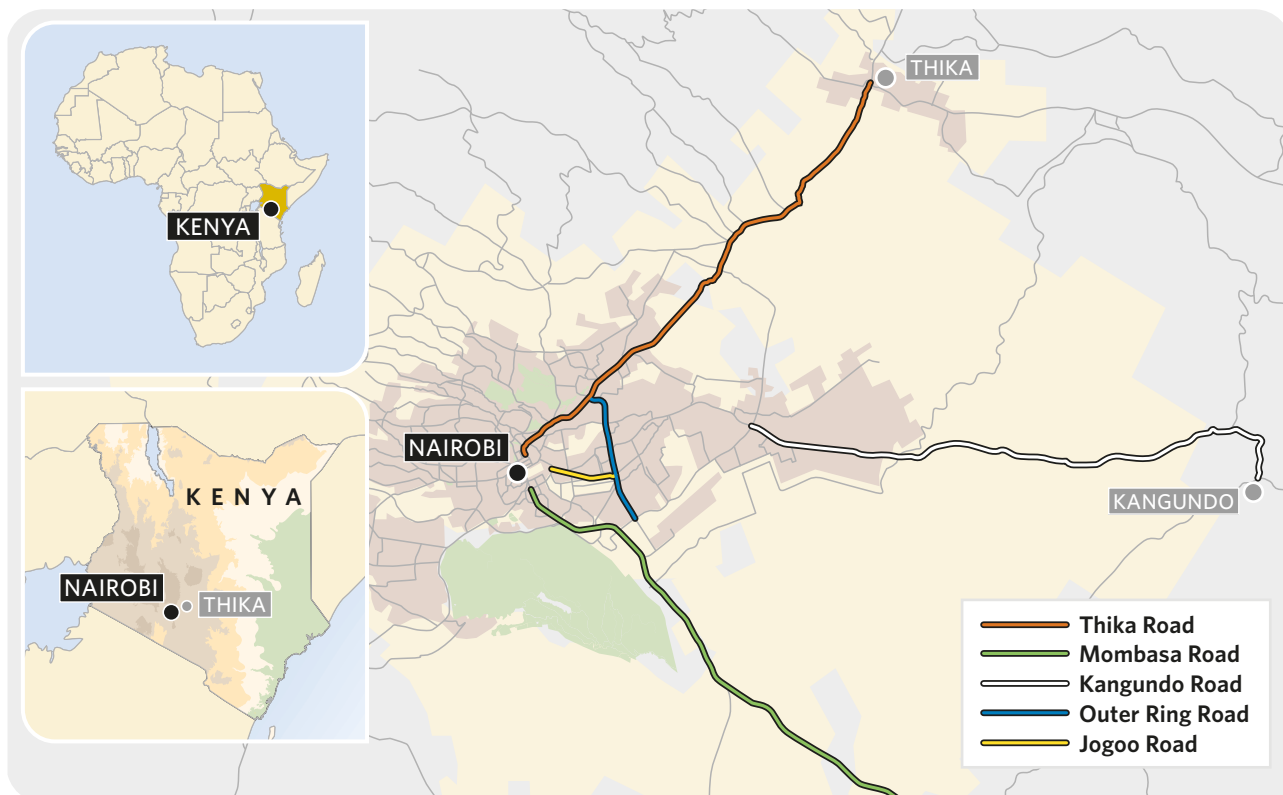 KENYA
KENYA
NAIROBI
THIKA
THIKA
NAIROBI
KANGUNDO
Thika Road
Mombasa Road
Kangundo Road
Outer Ring Road
Jogoo Road